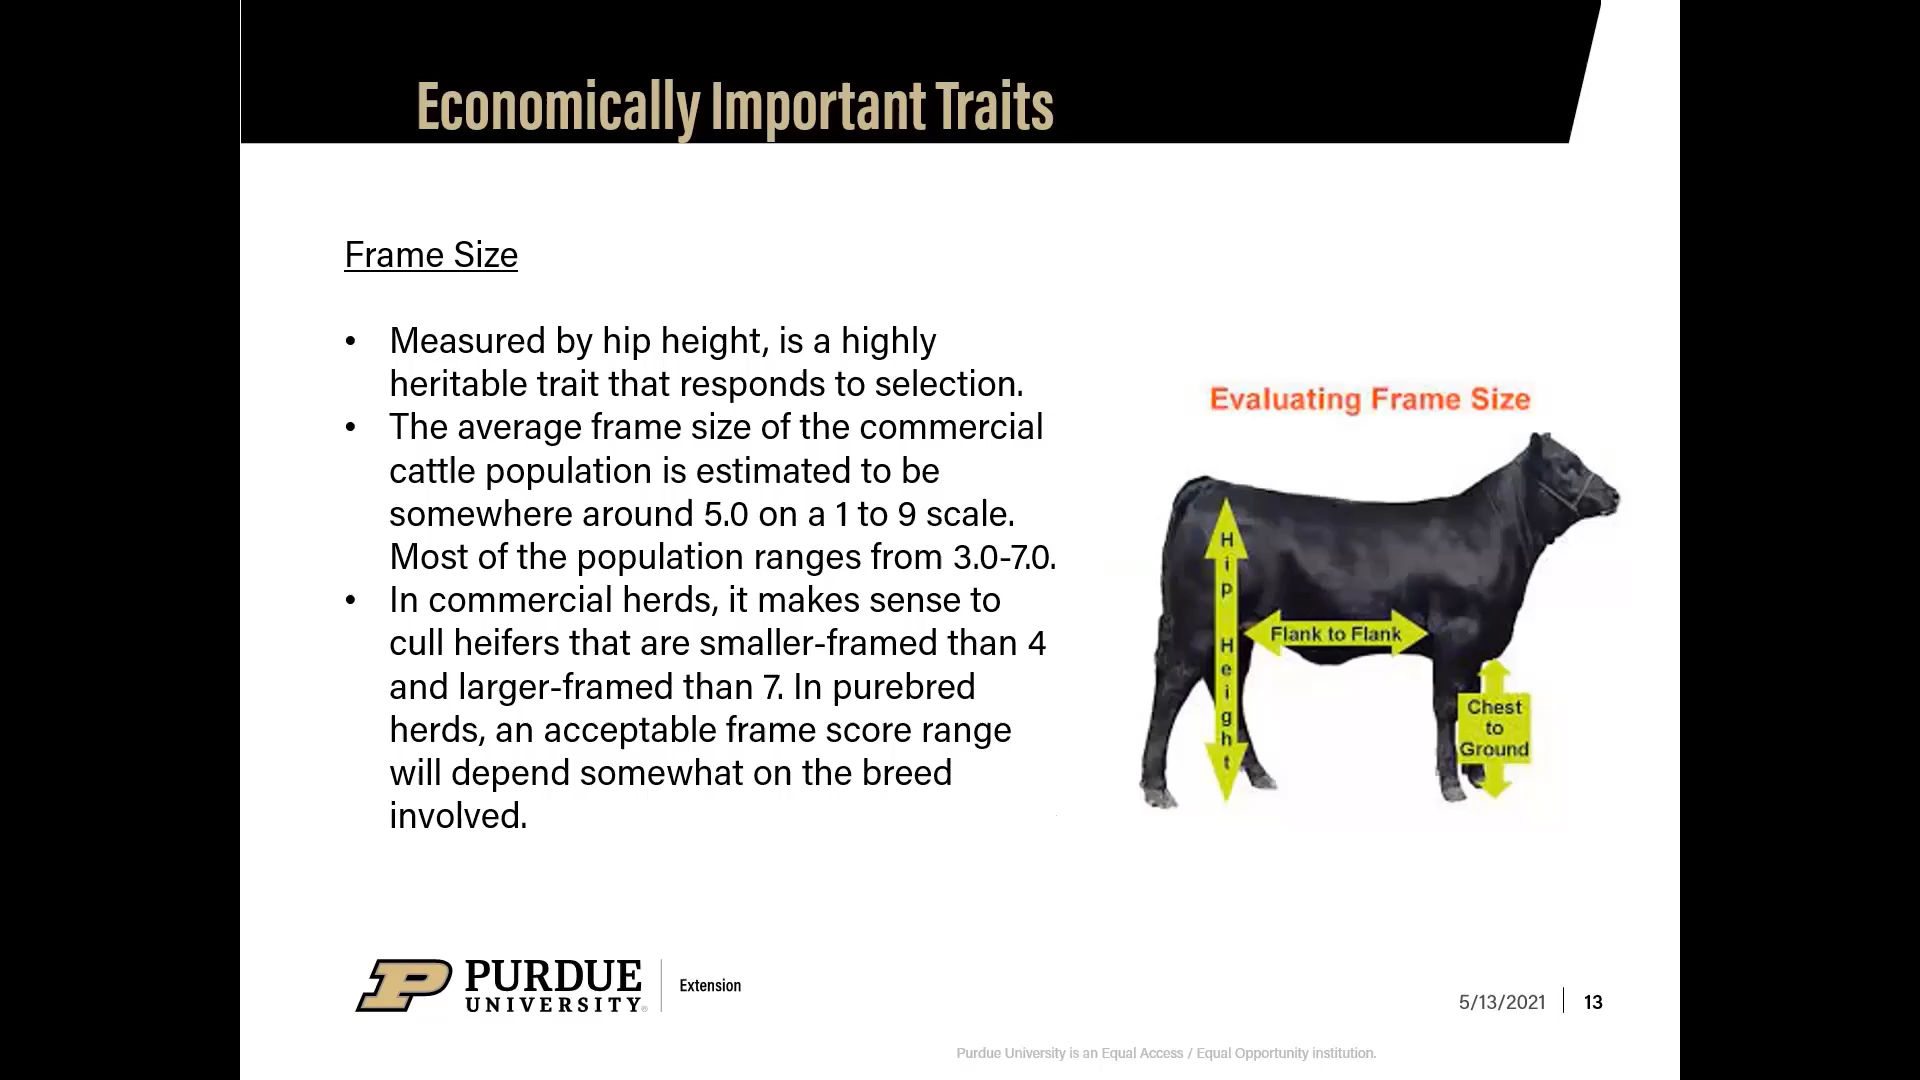 Economically Important Traits
Frame Size
• Measured by hip height, is a highly
heritable trait that responds to selection.
• The average frame size of the commercial
cattle population is estimated to be
somewhere around 5.0 on a 1 to 9 scale.
Most of the population ranges from 3.0-7.0.
• In commercial herds, it makes sense to
cull heifers that are smaller-framed than 4
and larger-framed than 7. In purebred
herds, an acceptable frame score range
will depend somewhat on the breed
involved.
Evaluating Frame Size
Hip Height
Flank to Flank
Chest
to
Ground
P PURDUE
UNIVERSITY®
Extension
5/13/2021 | 13
Purdue University is an Equal Access / Equal Opportunity institution.